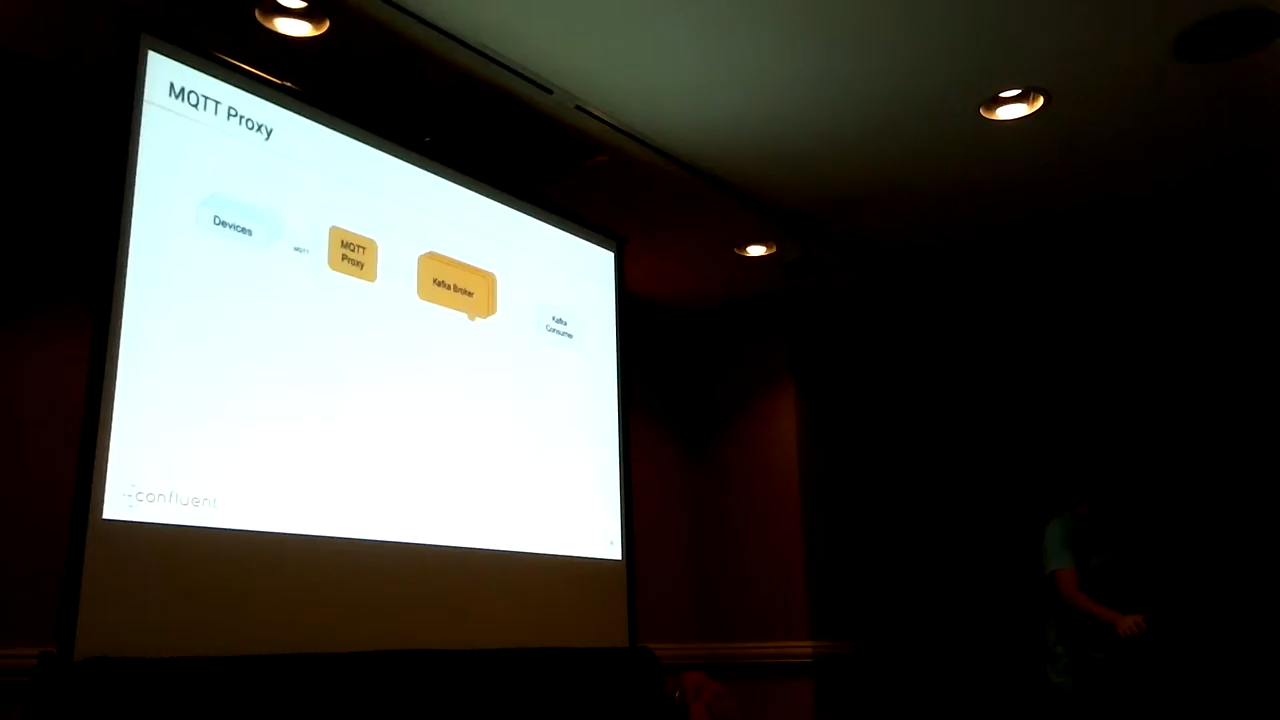 MQTT Proxy
Devices
MQTT
MQTT
Proxy
Kafka Broker
Kafka
Consumer
confluent